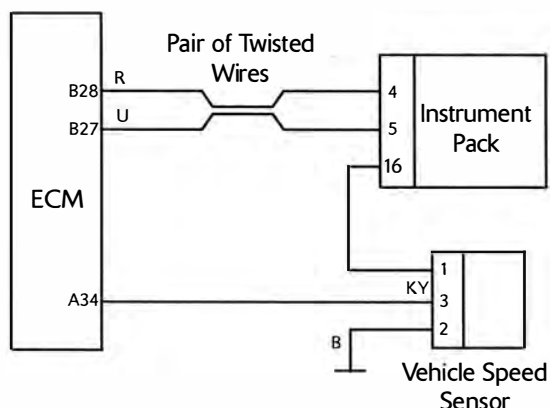 Pair of Twisted
Wires
R
B28
4
U
B27
5
Instrument
Pack
16
ECM
1
KY
A34
3
2
B
Vehicle Speed
Sensor